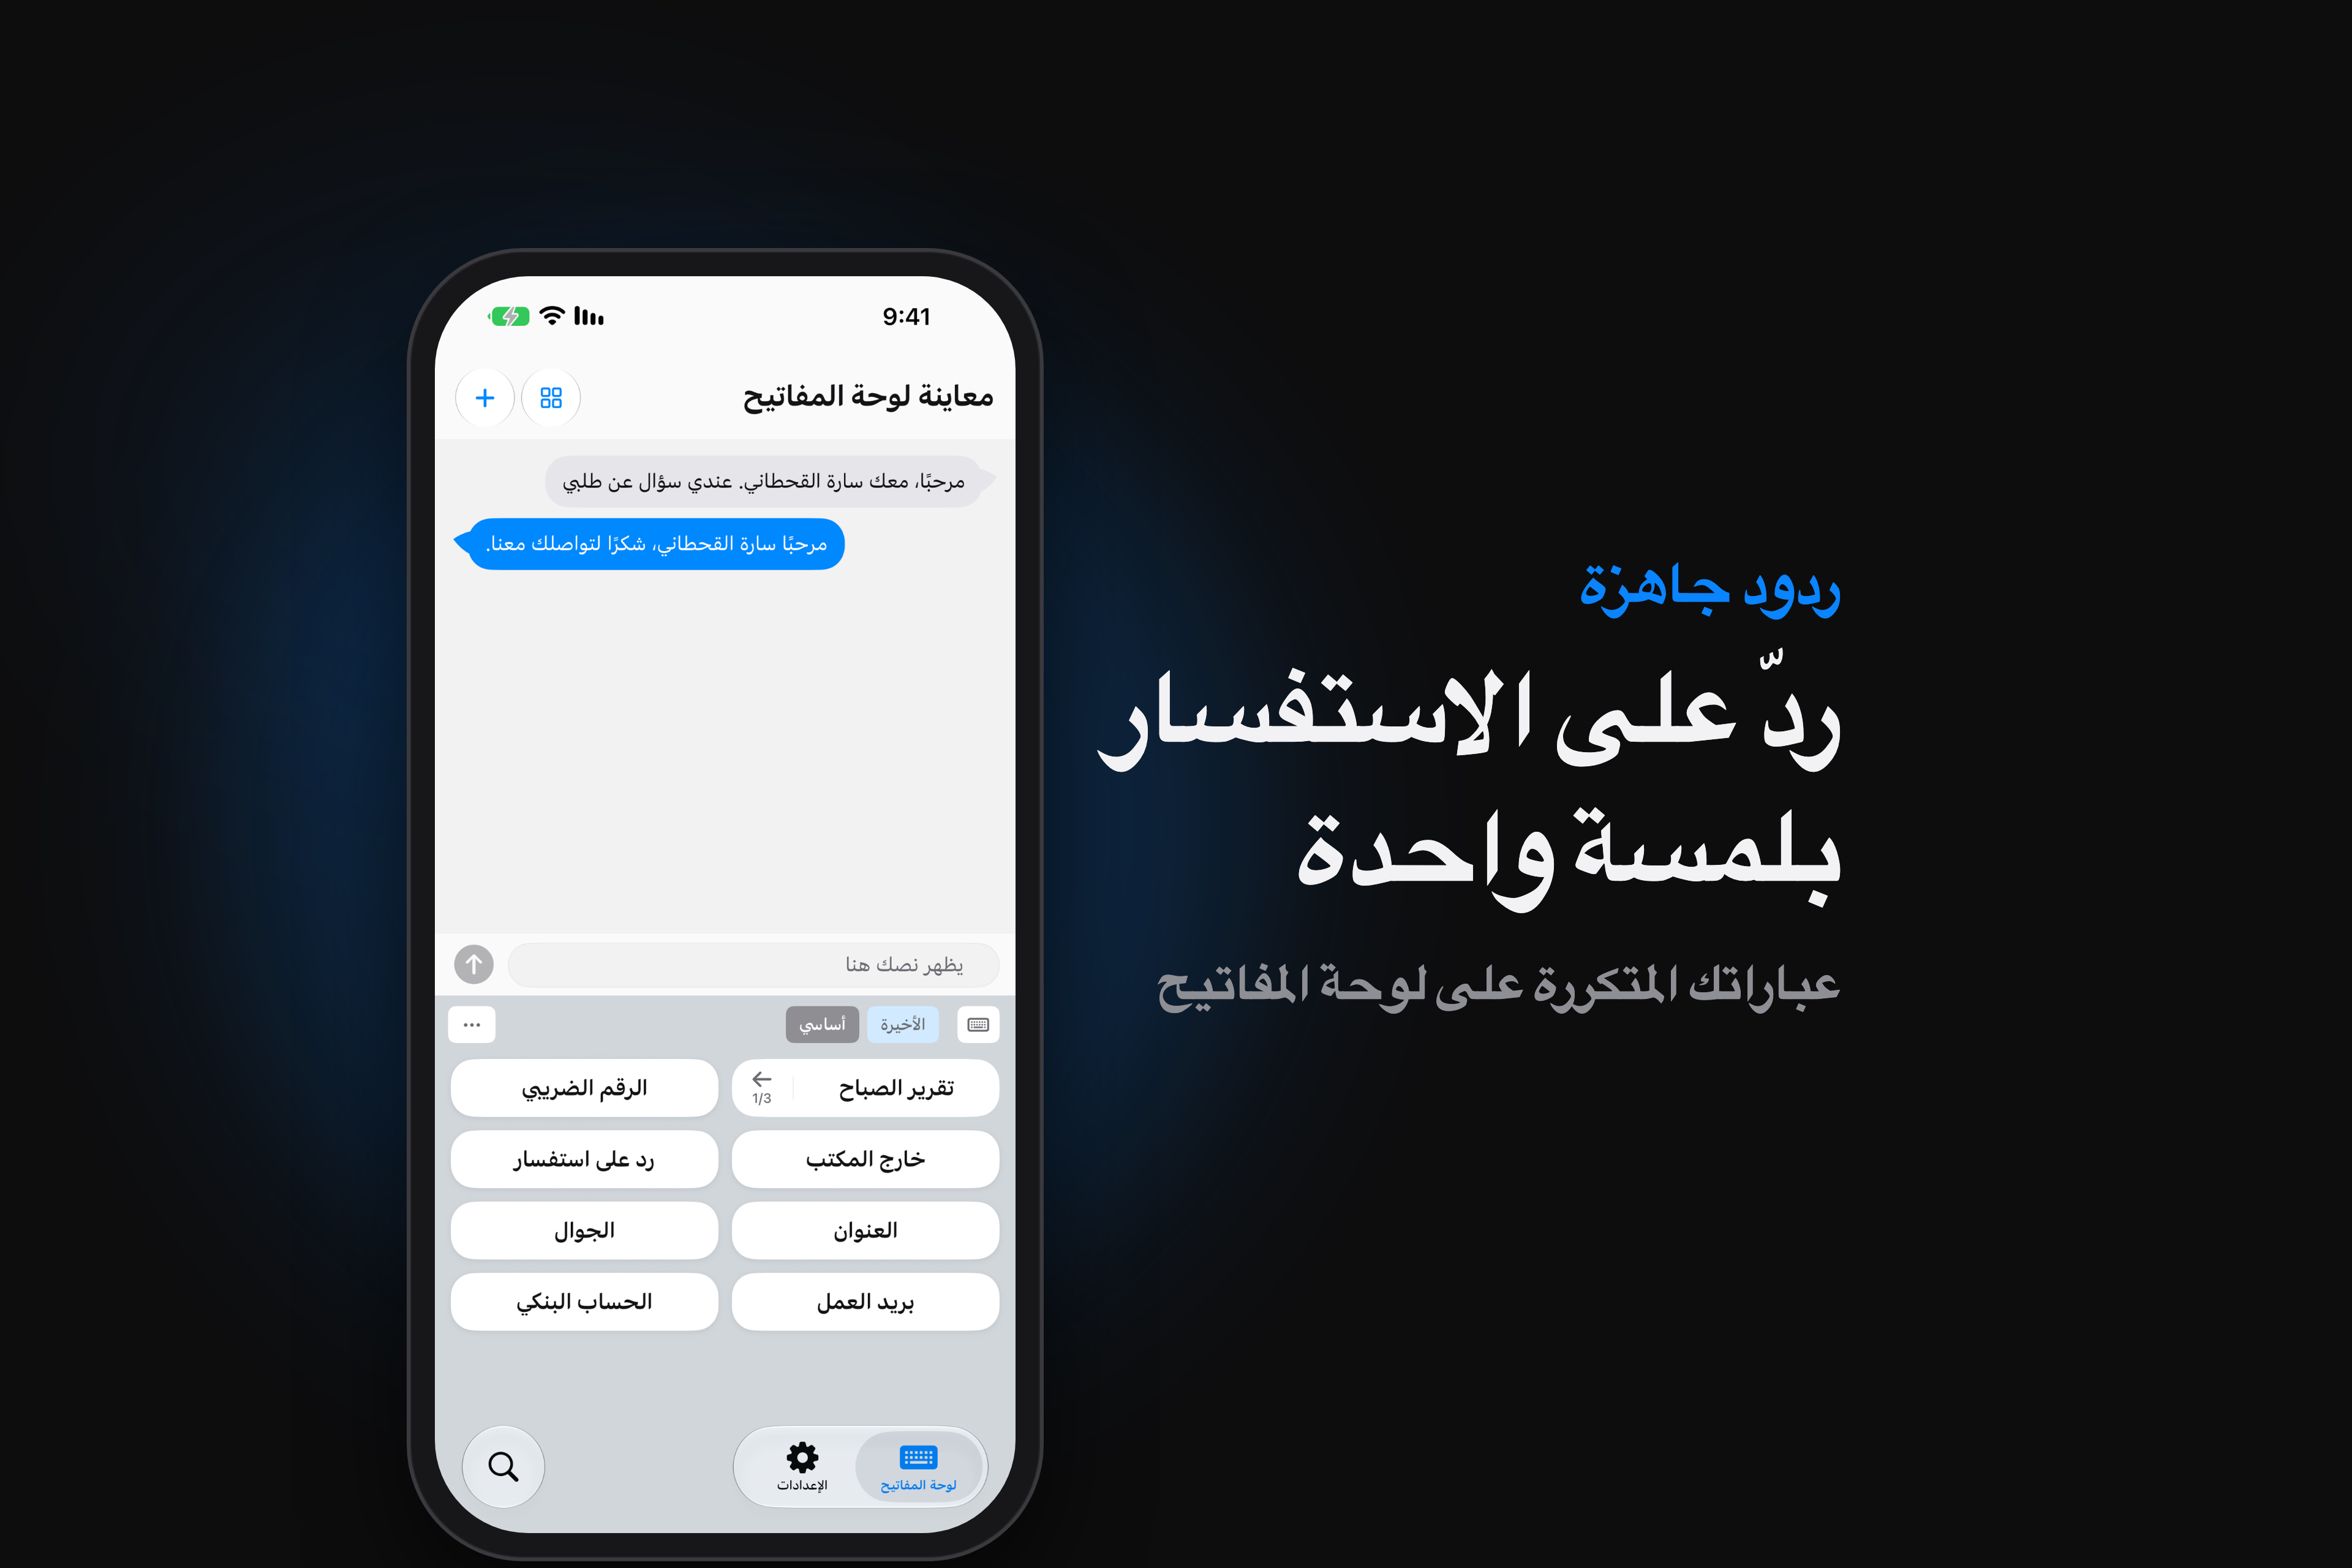 ردود جاهزة
ردّ على الاستفسار
بلمسة واحدة
عباراتك المتكررة على لوحة المفاتيح
9:41
معاينة لوحة المفاتيح
مرحبًا، معك سارة القحطاني. عندي سؤال عن طلبي
مرحبًا سارة القحطاني، شكرًا لتواصلك معنا.
يظهر نصك هنا
الأخيرة أساسي
تقرير الصباح 1/3 الرقم الضريبي
خارج المكتب رد على استفسار
العنوان الجوال
بريد العمل الحساب البنكي
لوحة المفاتيح الإعدادات